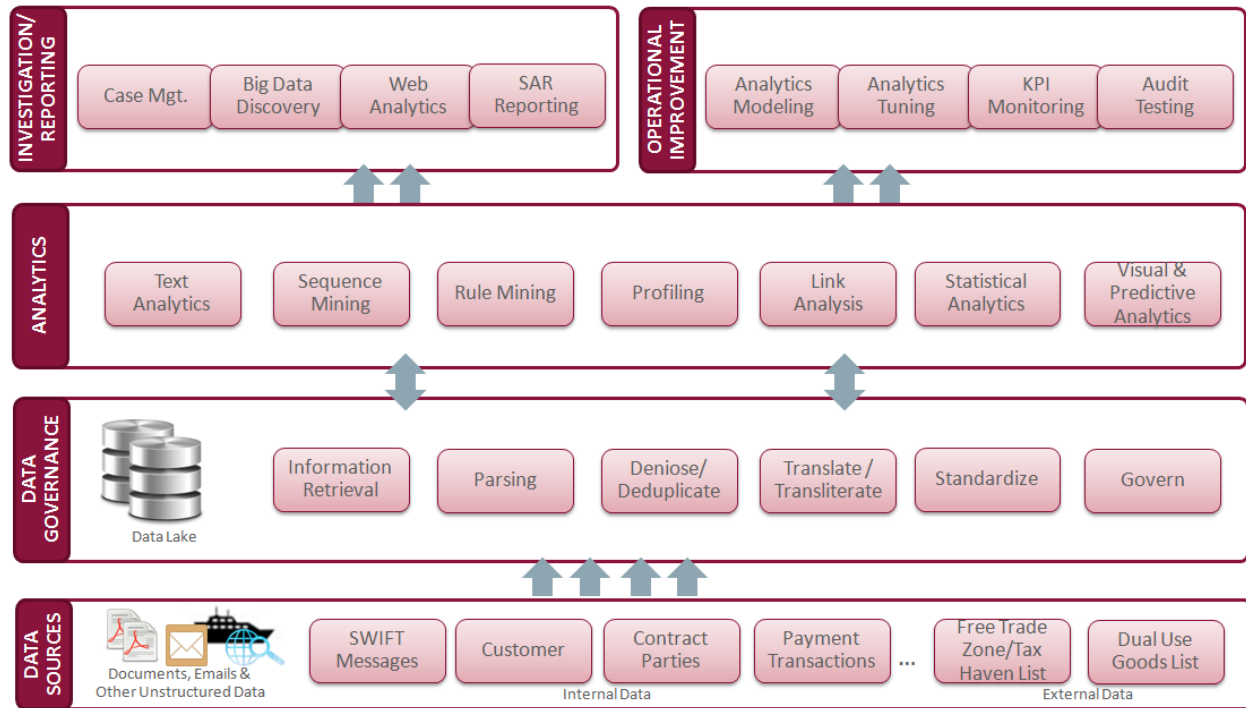 INVESTIGATION/
REPORTING
Case Mgt.
Big Data
Discovery
Web
Analytics
SAR
Reporting
OPERATIONAL
IMPROVEMENT
Analytics
Modeling
Analytics
Tuning
KPI
Monitoring
Audit
Testing
ANALYTICS
Text
Analytics
Sequence
Mining
Rule Mining
Profiling
Link
Analysis
Statistical
Analytics
Visual &
Predictive
Analytics
DATA
GOVERNANCE
Data Lake
Information
Retrieval
Parsing
Deniose/
Deduplicate
Translate /
Transliterate
Standardize
Govern
DATA
SOURCES
Documents, Emails &
Other Unstructured Data
SWIFT
Messages
Customer
Contract
Parties
Payment
Transactions
...
Free Trade
Zone/Tax
Haven List
Dual Use
Goods List
Internal Data
External Data